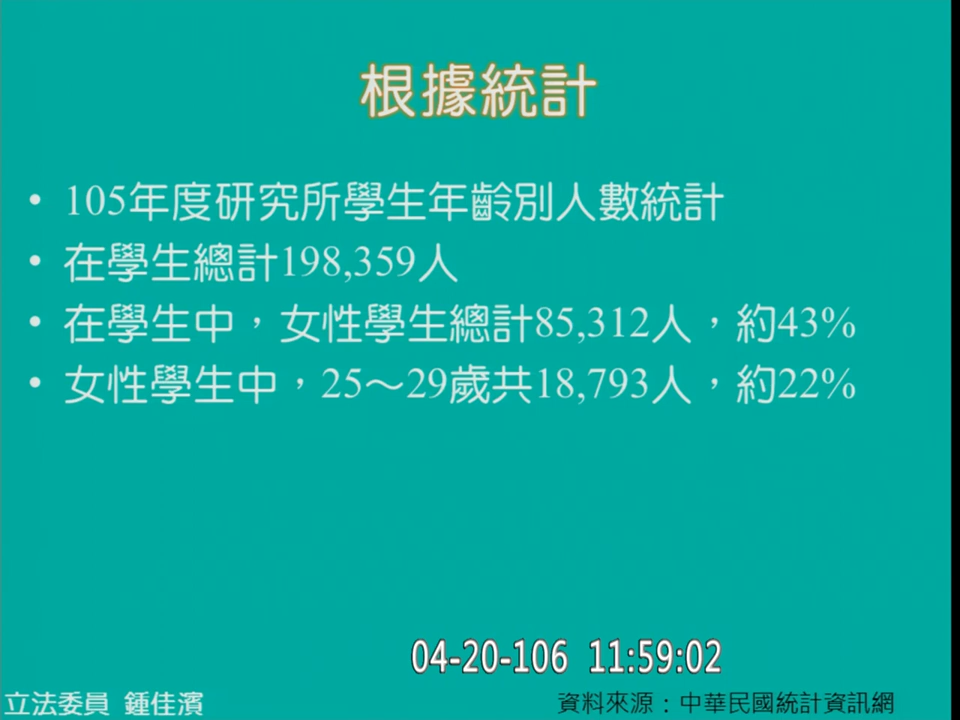 根據統計
• 105年度研究所學生年齡別人數統計
• 在學生總計198,359人
• 在學生中，女性學生總計85,312人，約43%
• 女性學生中，25～29歲共18,793人，約22%
04-20-106 11:59:02
立法委員 鍾佳濱
資料來源：中華民國統計資訊網